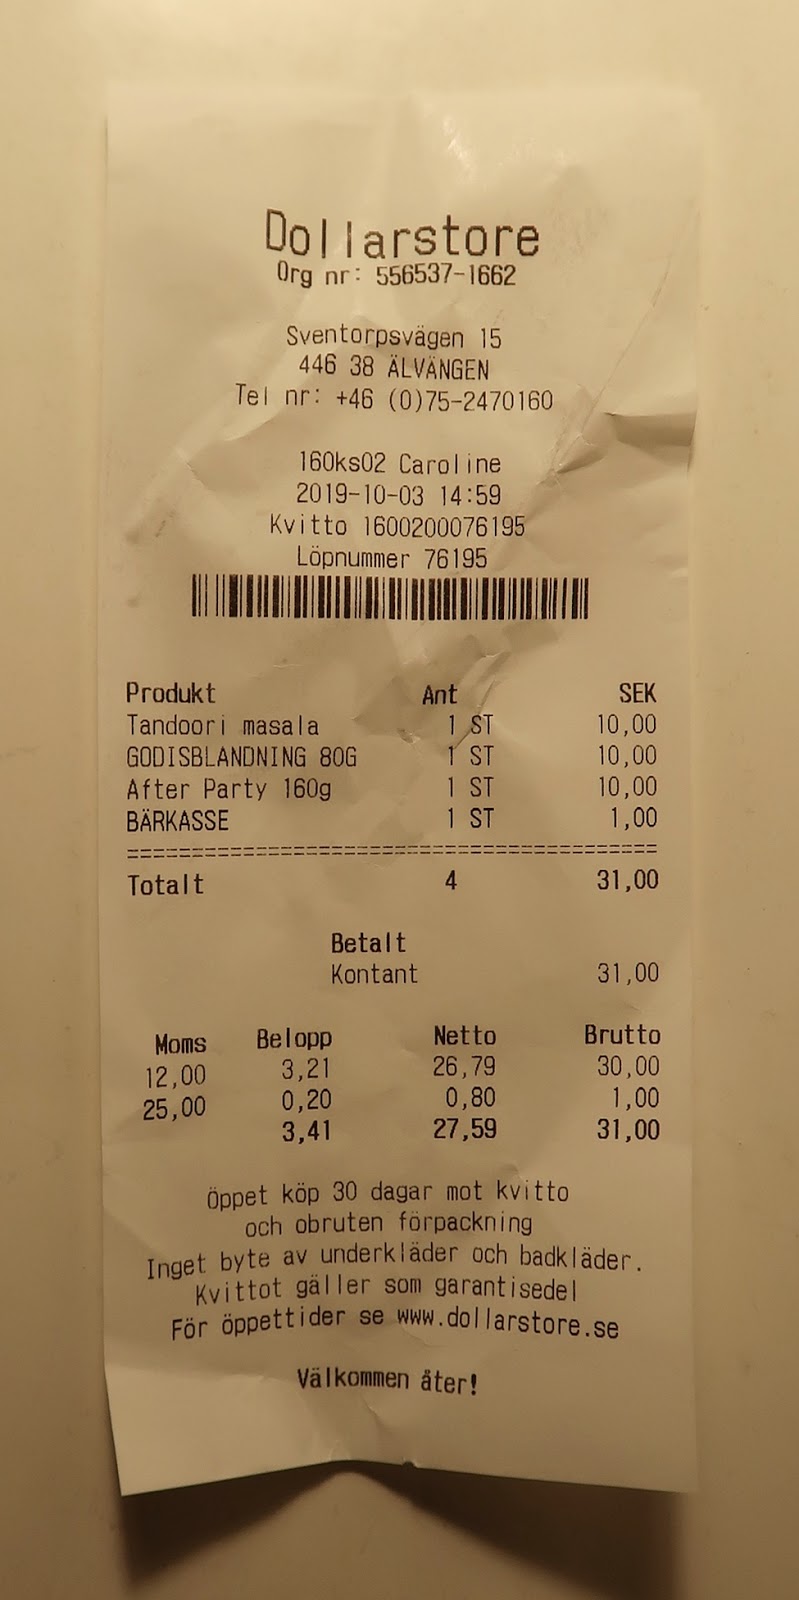 Dollarstore
Org nr: 556537-1662
Sventorpsvägen 15
446 38 ÄLVÄNGEN
Tel nr: +46 (0)75-2470160
160ks02 Caroline
2019-10-03 14:59
Kvitto 1600200076195
Löpnummer 76195
Produkt Ant SEK
Tandoori masala 1 ST 10,00
GODISBLANDNING 80G 1 ST 10,00
After Party 160g 1 ST 10,00
BÄRKASSE 1 ST 1,00
=========================================
Totalt 4 31,00
Betalt
Kontant 31,00
Moms Belopp Netto Brutto
12,00 3,21 26,79 30,00
25,00 0,20 0,80 1,00
3,41 27,59 31,00
Öppet köp 30 dagar mot kvitto
och obruten förpackning
Inget byte av underkläder och badkläder.
Kvittot gäller som garantisedel
För öppettider se www.dollarstore.se
Välkommen åter!